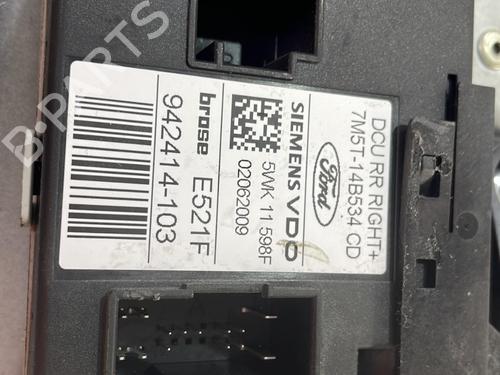 DCU RR RIGHT+
7M5T-14B534 CD
Ford
SIEMENS VDO
5WK 11 598F
02062009
brose E521F
942414-103
B-PARTS